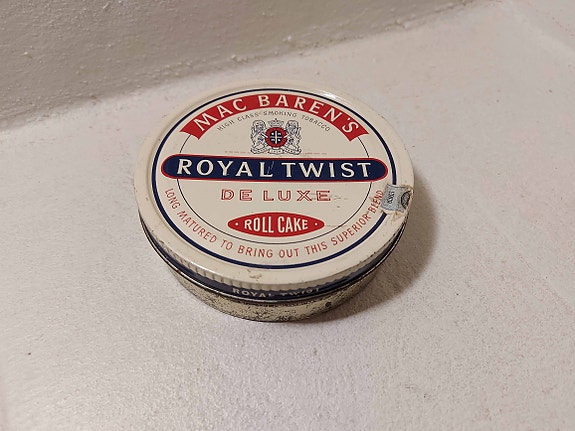 MAC BAREN'S
HIGH CLASS SMOKING TOBACCO
ROYAL TWIST
DE LUXE
· ROLL CAKE ·
LONG MATURED TO BRING OUT THIS SUPERIOR BLEND
ROYAL TWIST